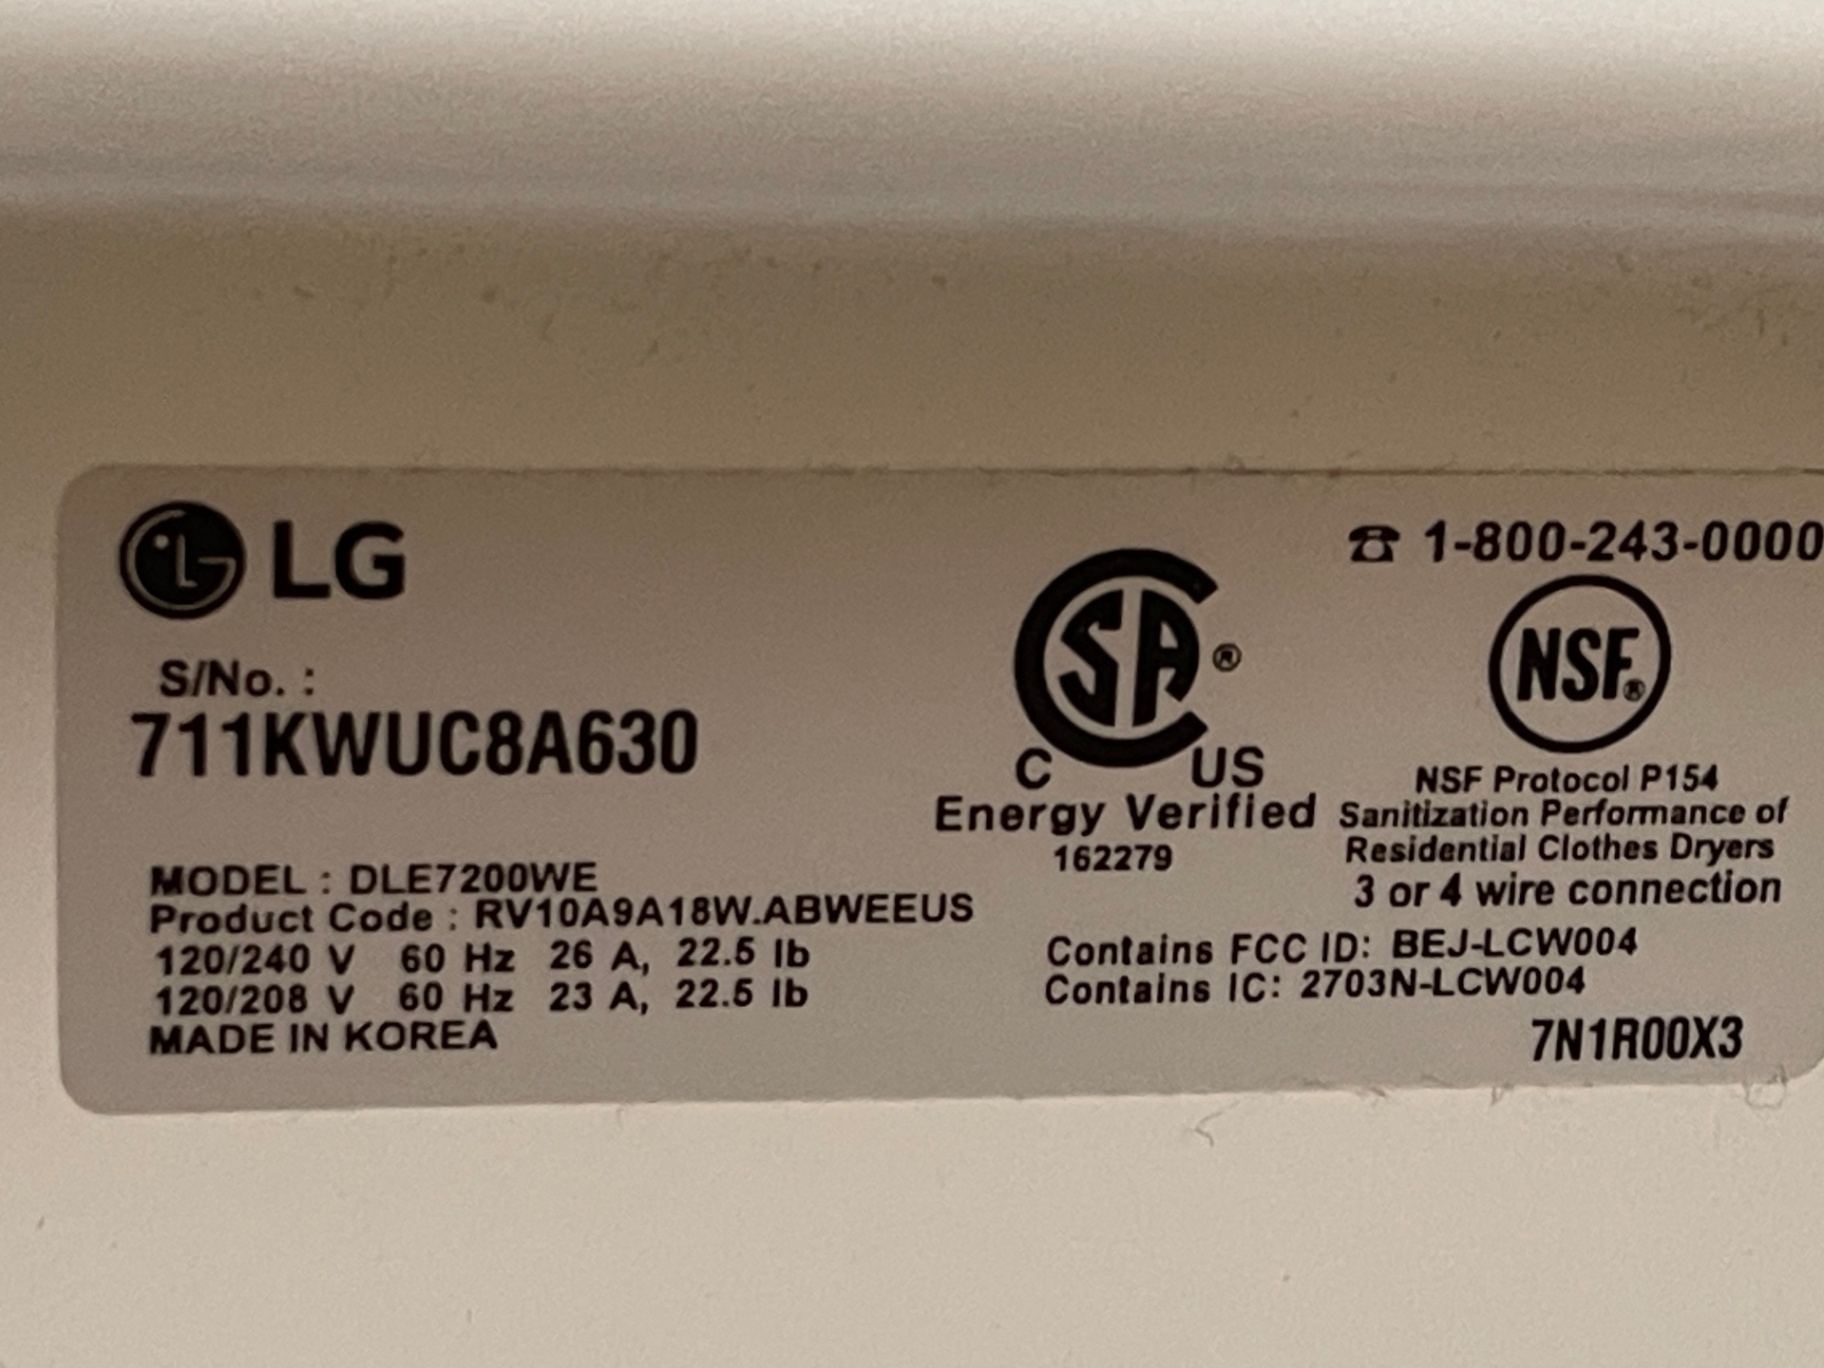 LG
S/No. :
711KWUC8A630
MODEL : DLE7200WE
Product Code : RV10A9A18W.ABWEEUS
120/240 V 60 Hz 26 A, 22.5 lb
120/208 V 60 Hz 23 A, 22.5 lb
MADE IN KOREA
SA®
C US
Energy Verified
162279
☎ 1-800-243-0000
NSF®
NSF Protocol P154
Sanitization Performance of
Residential Clothes Dryers
3 or 4 wire connection
Contains FCC ID: BEJ-LCW004
Contains IC: 2703N-LCW004
7N1R00X3